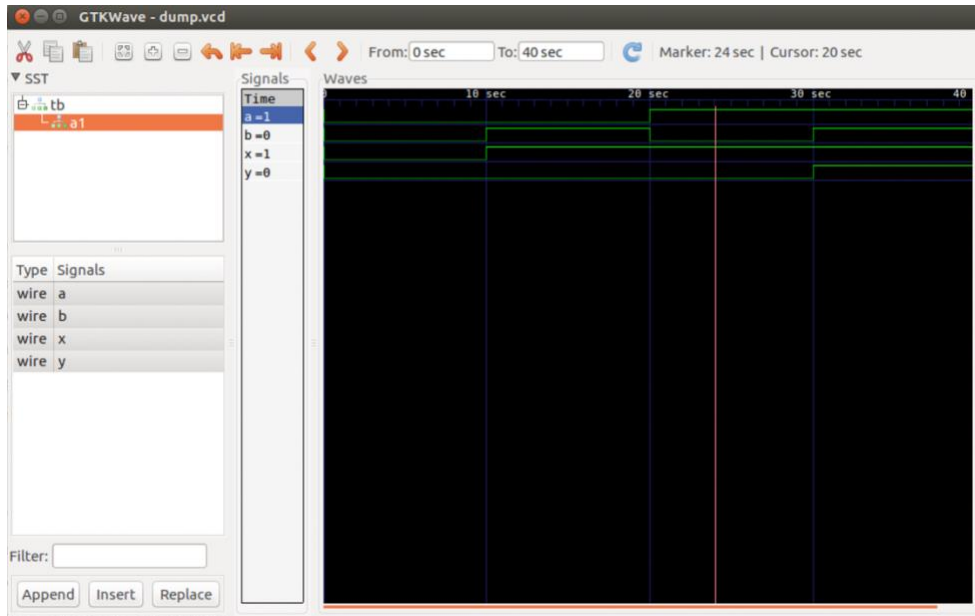 GTKWave - dump.vcd
From: 0 sec To: 40 sec Marker: 24 sec | Cursor: 20 sec
SST
tb
a1
Type Signals
wire a
wire b
wire x
wire y
Filter:
Append Insert Replace
Signals
Time
a =1
b =0
x =1
y =0
Waves
0 10 sec 20 sec 30 sec 40